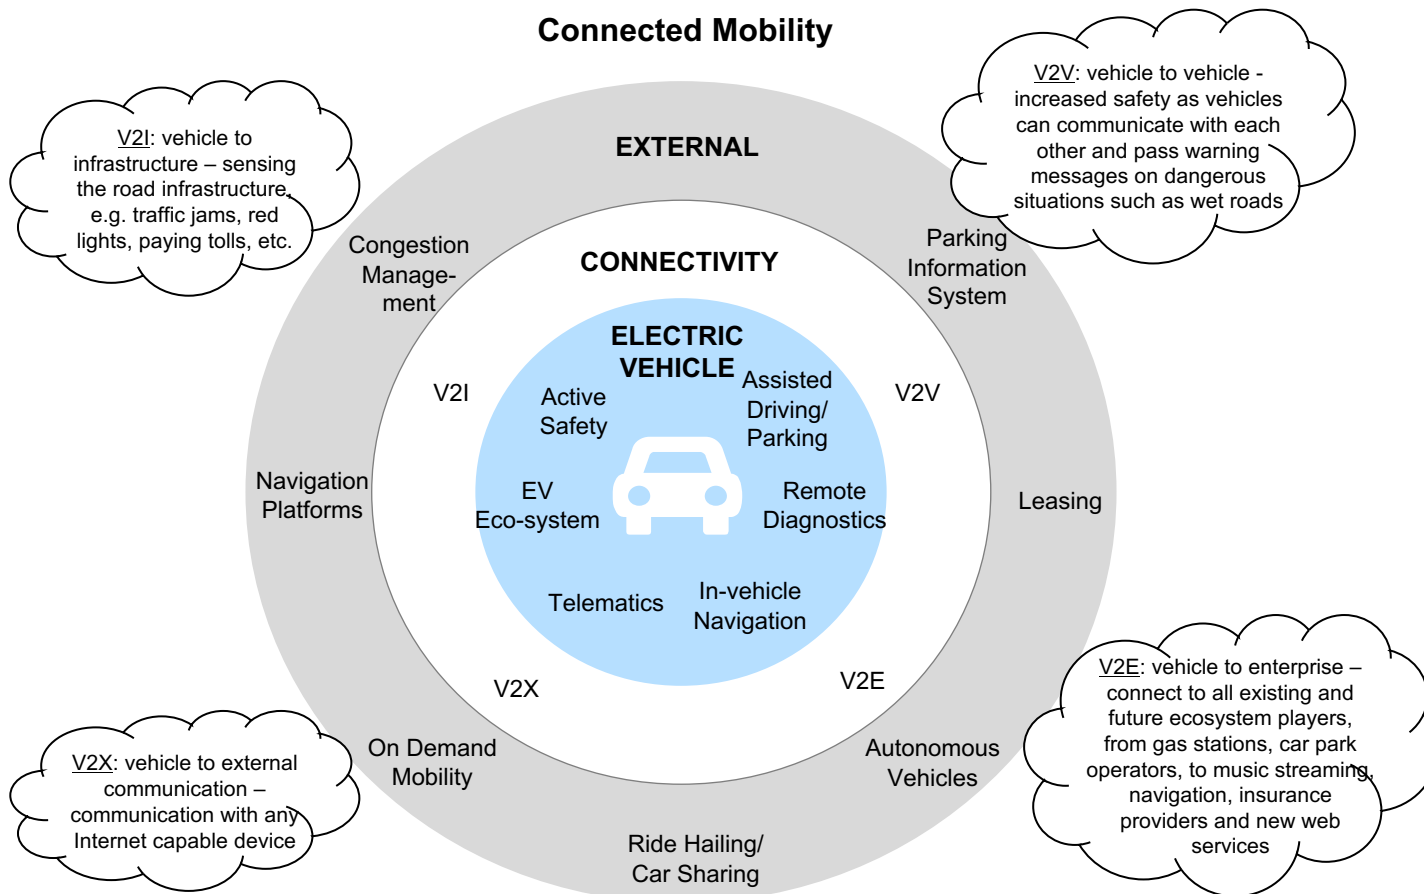 Connected Mobility
V2I: vehicle to
infrastructure – sensing
the road infrastructure,
e.g. traffic jams, red
lights, paying tolls, etc.
V2V: vehicle to vehicle -
increased safety as vehicles
can communicate with each
other and pass warning
messages on dangerous
situations such as wet roads
EXTERNAL
Congestion
Manage-
ment
Parking
Information
System
CONNECTIVITY
ELECTRIC
VEHICLE
V2I
Active
Safety
Assisted
Driving/
Parking
V2V
Navigation
Platforms
EV
Eco-system
Remote
Diagnostics
Leasing
Telematics
In-vehicle
Navigation
V2X
V2E
On Demand
Mobility
Autonomous
Vehicles
Ride Hailing/
Car Sharing
V2X: vehicle to external
communication –
communication with any
Internet capable device
V2E: vehicle to enterprise –
connect to all existing and
future ecosystem players,
from gas stations, car park
operators, to music streaming,
navigation, insurance
providers and new web
services